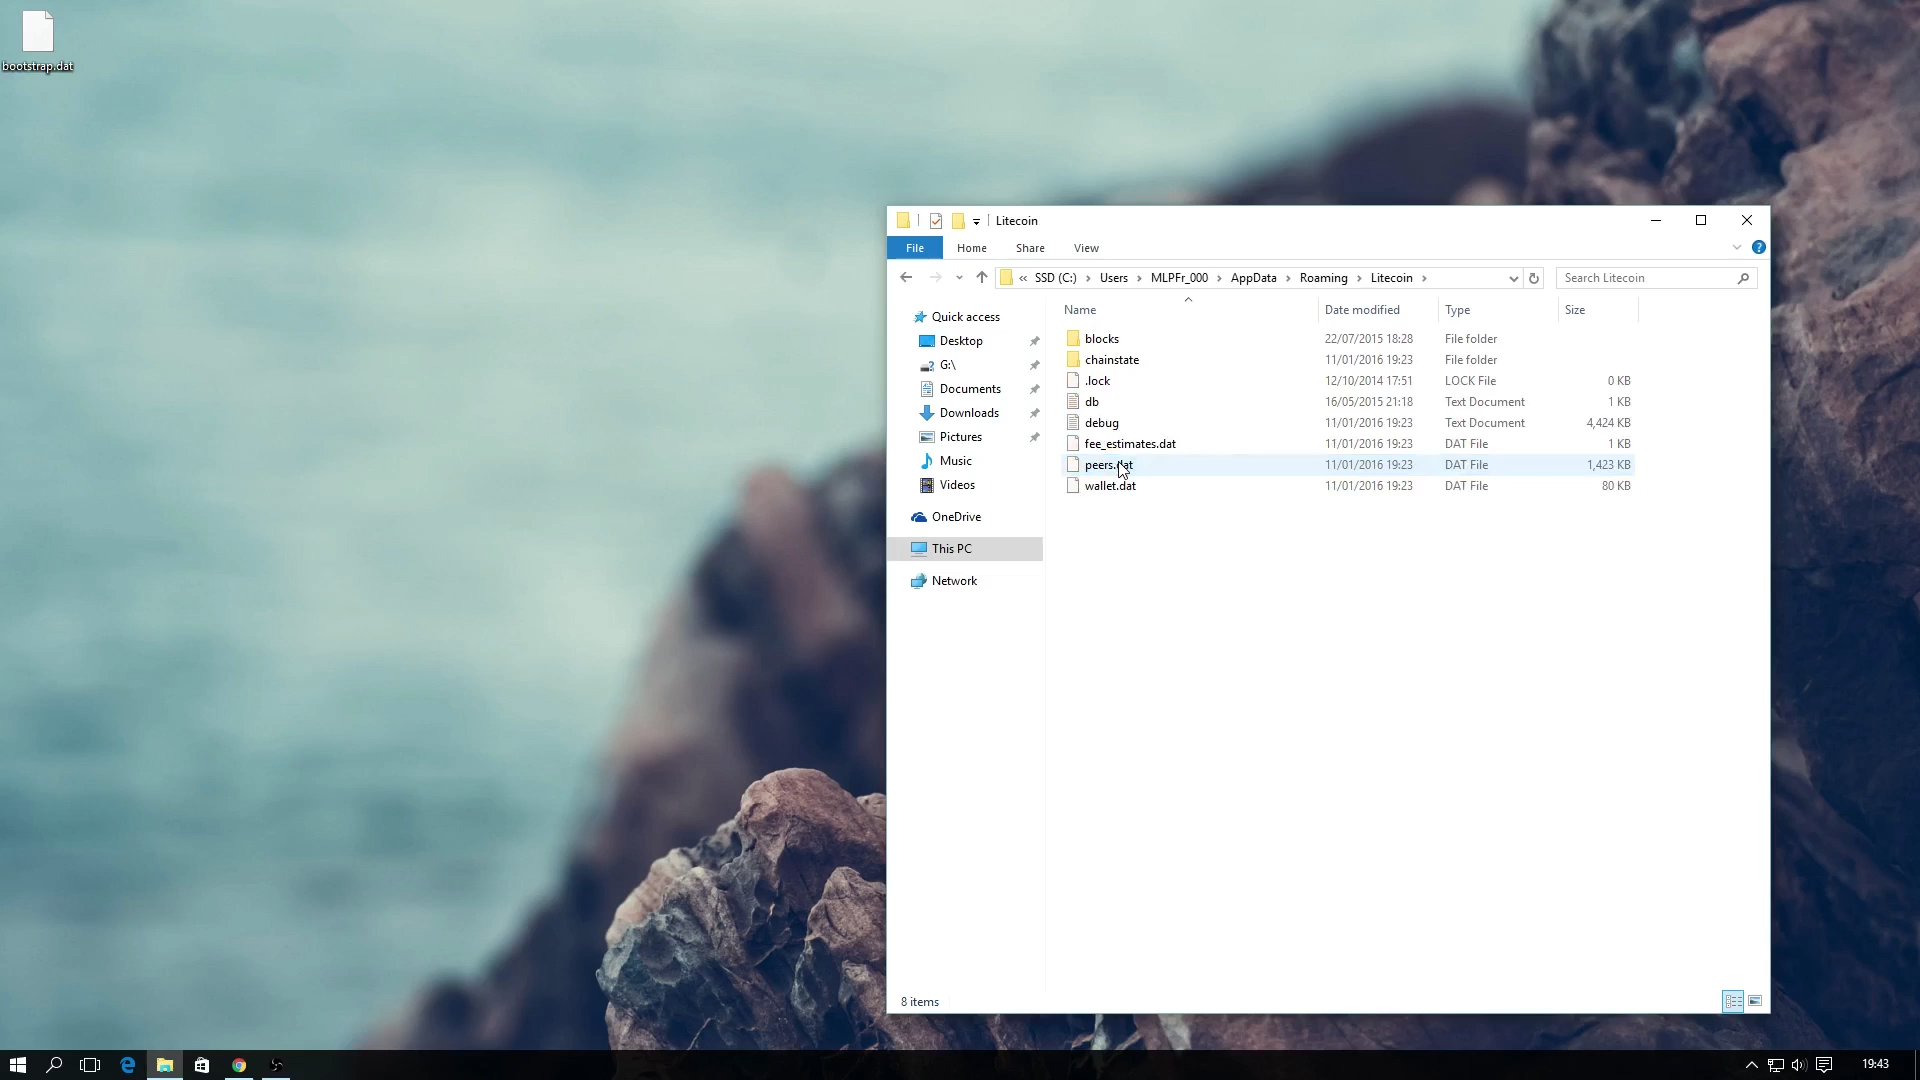 bootstrap.dat
Litecoin
File Home Share View
« SSD (C:) › Users › MLPFr_000 › AppData › Roaming › Litecoin ›
Search Litecoin
Name Date modified Type Size
Quick access
Desktop
G:\
Documents
Downloads
Pictures
Music
Videos
OneDrive
This PC
Network
blocks 22/07/2015 18:28 File folder
chainstate 11/01/2016 19:23 File folder
.lock 12/10/2014 17:51 LOCK File 0 KB
db 16/05/2015 21:18 Text Document 1 KB
debug 11/01/2016 19:23 Text Document 4,424 KB
fee_estimates.dat 11/01/2016 19:23 DAT File 1 KB
peers.dat 11/01/2016 19:23 DAT File 1,423 KB
wallet.dat 11/01/2016 19:23 DAT File 80 KB
8 items
19:43